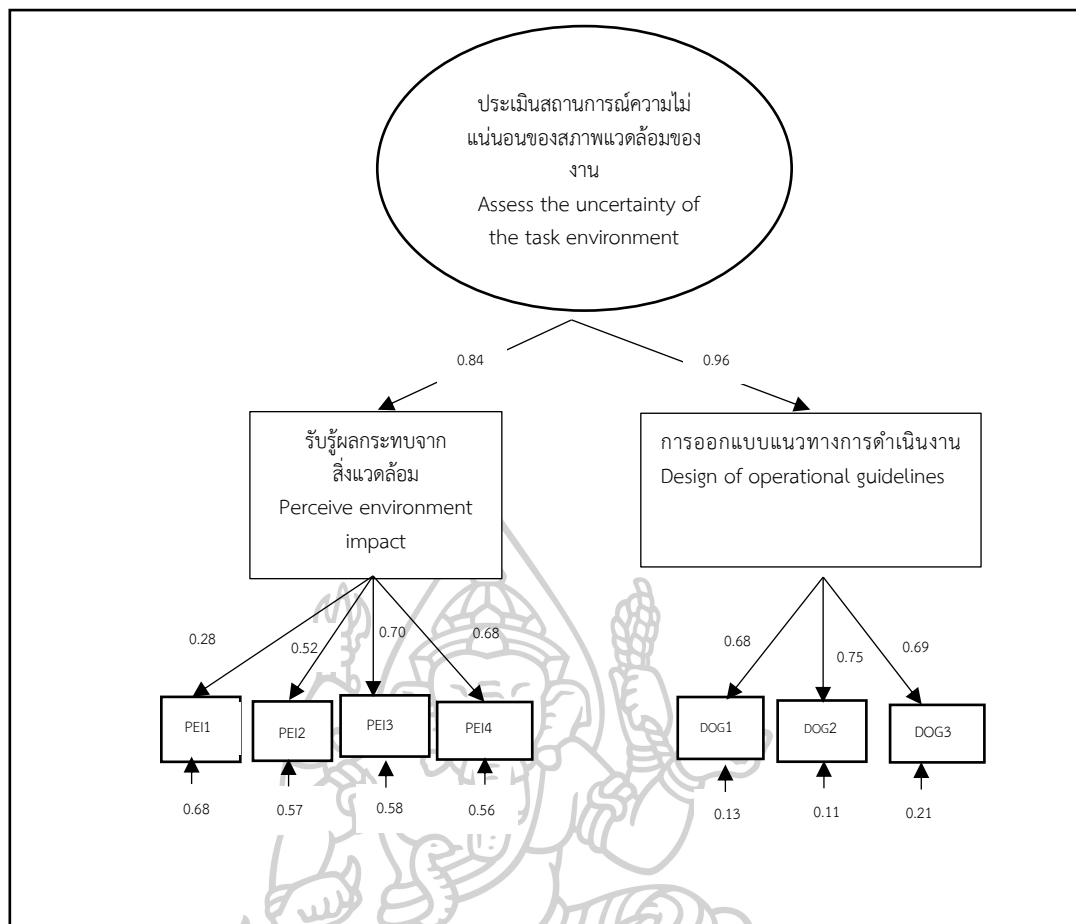 ประเมินสถานการณ์ความไม่
แน่นอนของสภาพแวดล้อมของ
งาน
Assess the uncertainty of
the task environment
0.84
0.96
รับรู้ผลกระทบจาก
สิ่งแวดล้อม
Perceive environment
impact
การออกแบบแนวทางการดำเนินงาน
Design of operational guidelines
0.28
0.52
0.70
0.68
0.68
0.75
0.69
PEI1
PEI2
PEI3
PEI4
DOG1
DOG2
DOG3
0.68
0.57
0.58
0.56
0.13
0.11
0.21